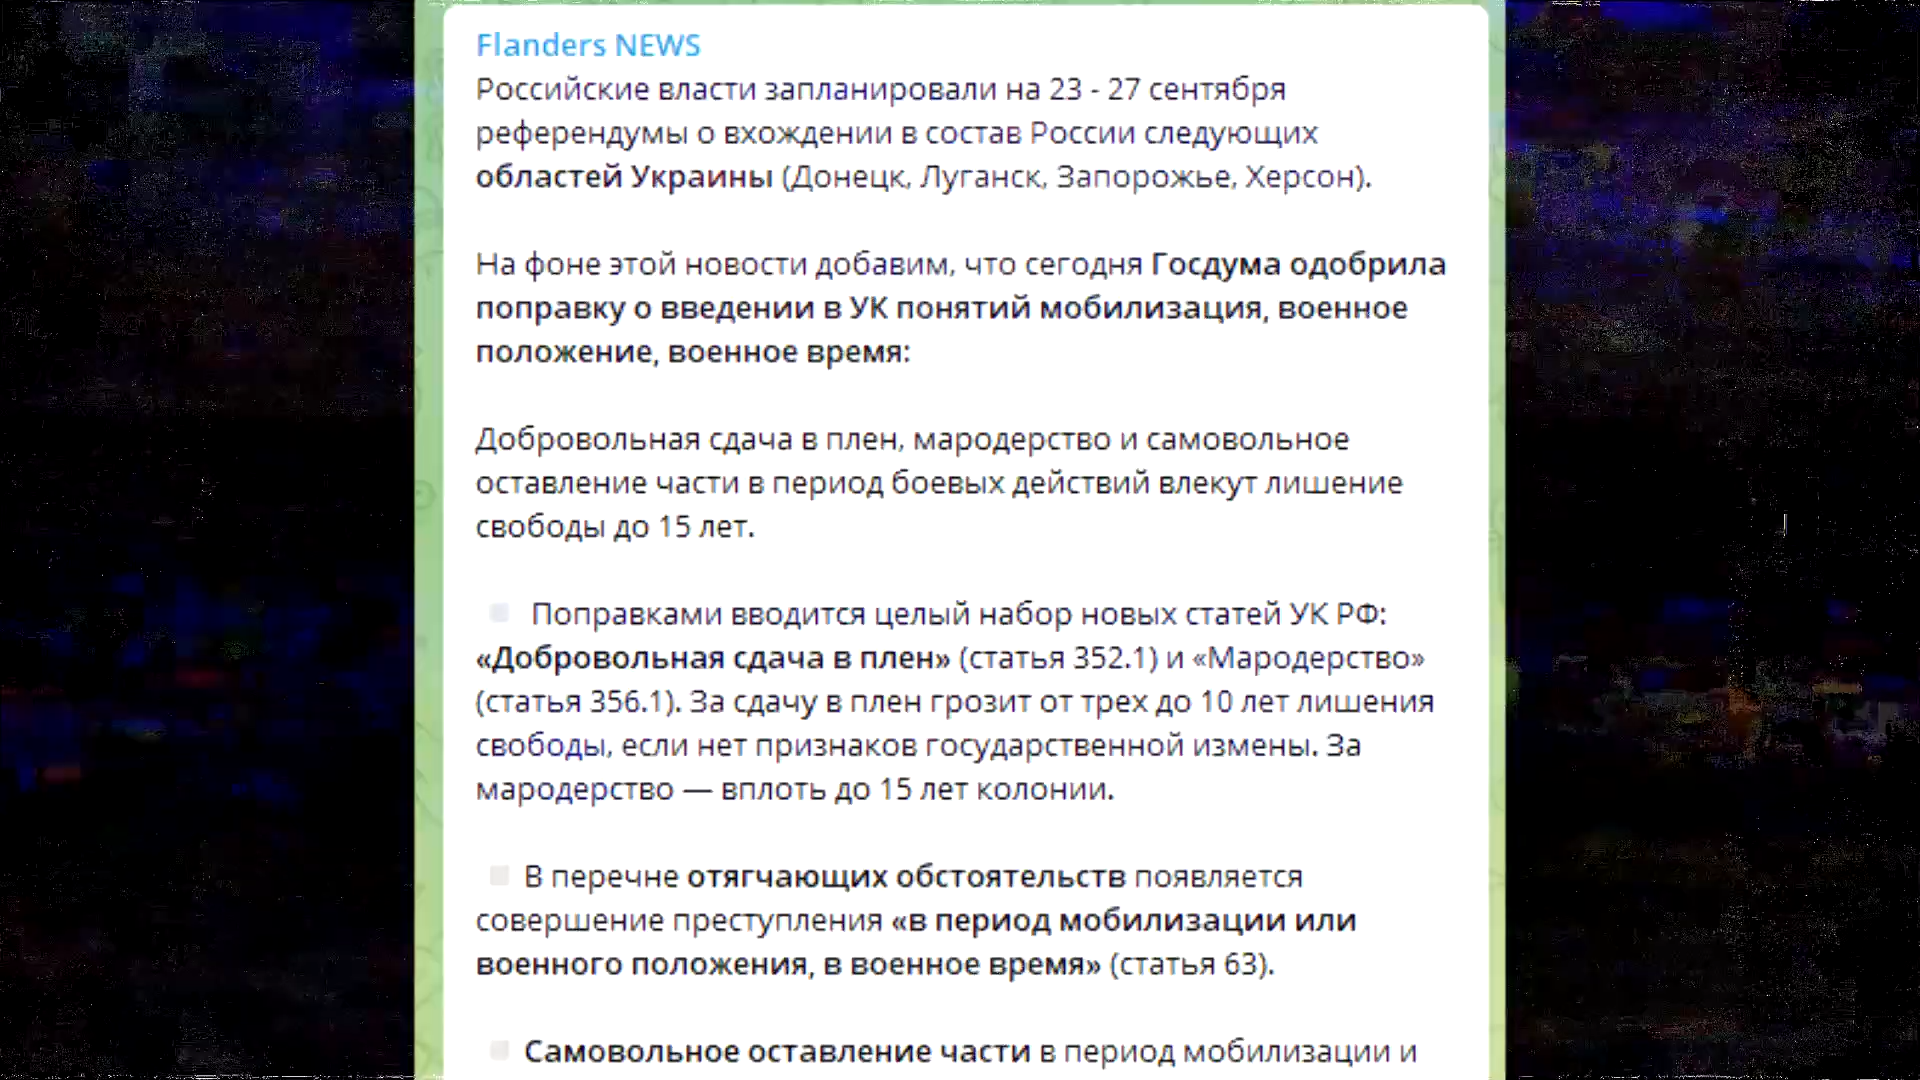 Flanders NEWS
Российские власти запланировали на 23 - 27 сентября
референдумы о вхождении в состав России следующих
областей Украины (Донецк, Луганск, Запорожье, Херсон).
На фоне этой новости добавим, что сегодня Госдума одобрила
поправку о введении в УК понятий мобилизация, военное
положение, военное время:
Добровольная сдача в плен, мародерство и самовольное
оставление части в период боевых действий влекут лишение
свободы до 15 лет.
Поправками вводится целый набор новых статей УК РФ:
«Добровольная сдача в плен» (статья 352.1) и «Мародерство»
(статья 356.1). За сдачу в плен грозит от трех до 10 лет лишения
свободы, если нет признаков государственной измены. За
мародерство — вплоть до 15 лет колонии.
В перечне отягчающих обстоятельств появляется
совершение преступления «в период мобилизации или
военного положения, в военное время» (статья 63).
Самовольное оставление части в период мобилизации и